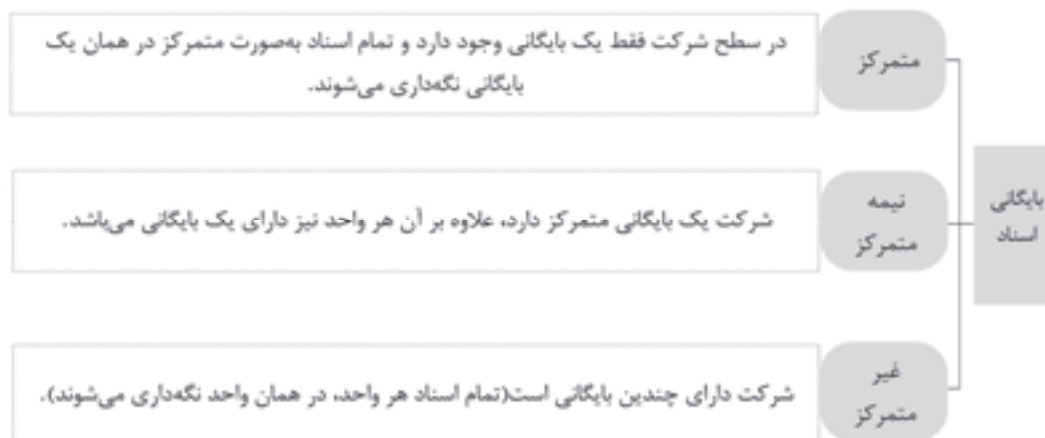 بایگانی
اسناد
متمرکز
در سطح شرکت فقط یک بایگانی وجود دارد و تمام اسناد به‌صورت متمرکز در همان یک
بایگانی نگه‌داری می‌شوند.
نیمه
متمرکز
شرکت یک بایگانی متمرکز دارد، علاوه بر آن هر واحد نیز دارای یک بایگانی می‌باشد.
غیر
متمرکز
شرکت دارای چندین بایگانی است(تمام اسناد هر واحد، در همان واحد نگه‌داری می‌شوند).